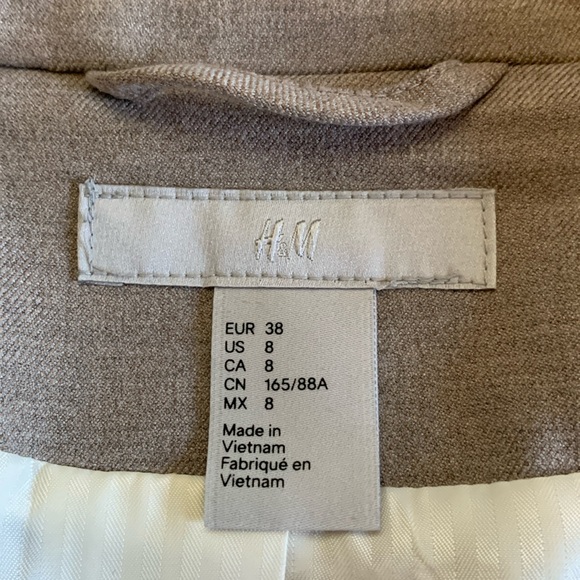 H&M
EUR 38
US 8
CA 8
CN 165/88A
MX 8
Made in
Vietnam
Fabriqué en
Vietnam